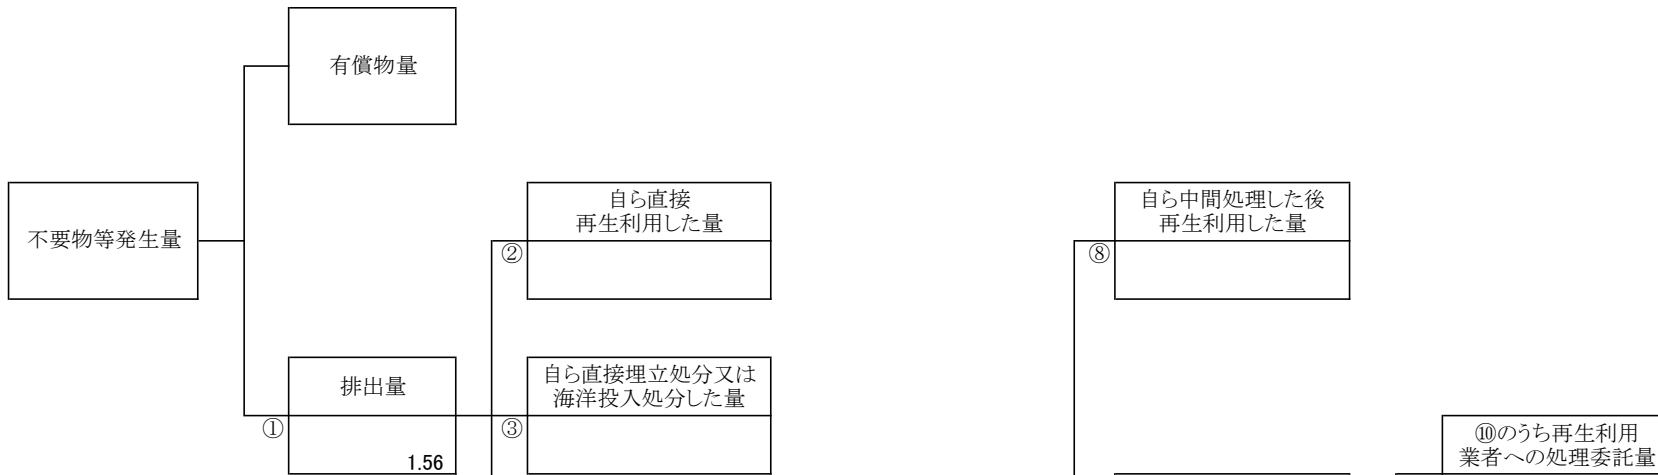 有償物量
不要物等発生量
自ら直接
再生利用した量
②
自ら中間処理した後
再生利用した量
⑧
排出量
①
1.56
自ら直接埋立処分又は
海洋投入処分した量
③
⑩のうち再生利用
業者への処理委託量